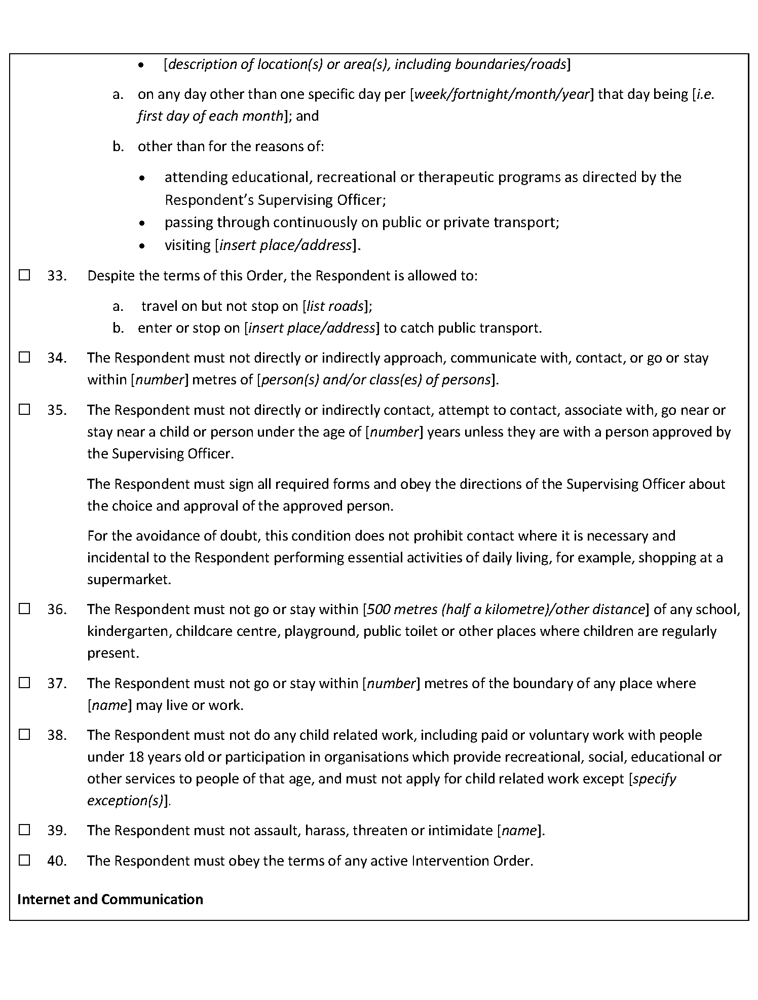 • [description of location(s) or area(s), including boundaries/roads]
a. on any day other than one specific day per [week/fortnight/month/year] that day being [i.e.
first day of each month]; and
b. other than for the reasons of:
• attending educational, recreational or therapeutic programs as directed by the
Respondent’s Supervising Officer;
• passing through continuously on public or private transport;
• visiting [insert place/address].
☐ 33. Despite the terms of this Order, the Respondent is allowed to:
a. travel on but not stop on [list roads];
b. enter or stop on [insert place/address] to catch public transport.
☐ 34. The Respondent must not directly or indirectly approach, communicate with, contact, or go or stay
within [number] metres of [person(s) and/or class(es) of persons].
☐ 35. The Respondent must not directly or indirectly contact, attempt to contact, associate with, go near or
stay near a child or person under the age of [number] years unless they are with a person approved by
the Supervising Officer.
The Respondent must sign all required forms and obey the directions of the Supervising Officer about
the choice and approval of the approved person.
For the avoidance of doubt, this condition does not prohibit contact where it is necessary and
incidental to the Respondent performing essential activities of daily living, for example, shopping at a
supermarket.
☐ 36. The Respondent must not go or stay within [500 metres (half a kilometre)/other distance] of any school,
kindergarten, childcare centre, playground, public toilet or other places where children are regularly
present.
☐ 37. The Respondent must not go or stay within [number] metres of the boundary of any place where
[name] may live or work.
☐ 38. The Respondent must not do any child related work, including paid or voluntary work with people
under 18 years old or participation in organisations which provide recreational, social, educational or
other services to people of that age, and must not apply for child related work except [specify
exception(s)].
☐ 39. The Respondent must not assault, harass, threaten or intimidate [name].
☐ 40. The Respondent must obey the terms of any active Intervention Order.
Internet and Communication